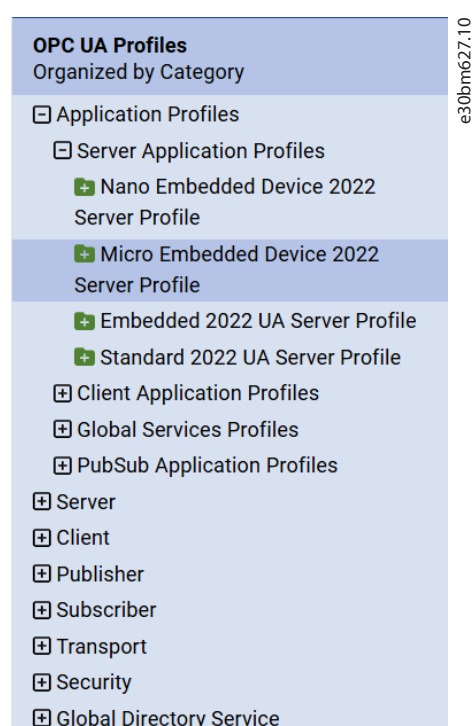 OPC UA Profiles
Organized by Category
Application Profiles
Server Application Profiles
Nano Embedded Device 2022
Server Profile
Micro Embedded Device 2022
Server Profile
Embedded 2022 UA Server Profile
Standard 2022 UA Server Profile
Client Application Profiles
Global Services Profiles
PubSub Application Profiles
Server
Client
Publisher
Subscriber
Transport
Security
Global Directory Service
e30bm627.10